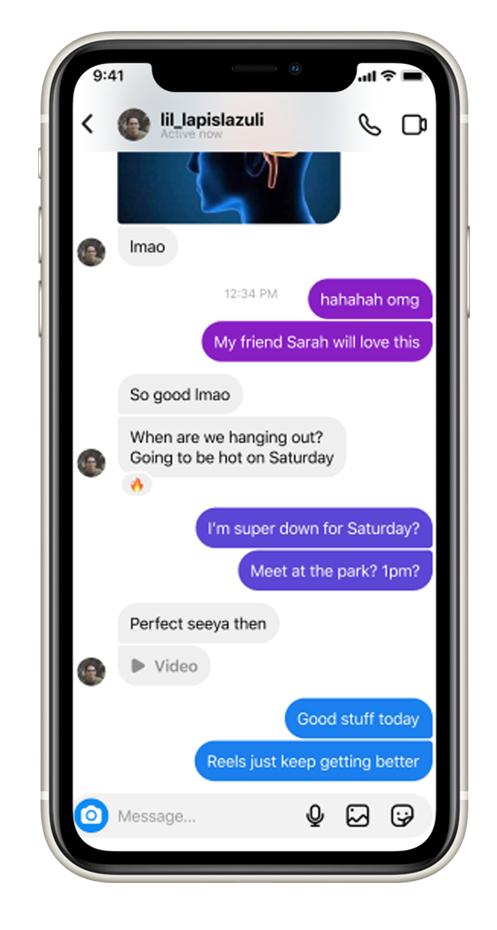 9:41
lil_lapislazuli
Active now
lmao
12:34 PM
hahahah omg
My friend Sarah will love this
So good lmao
When are we hanging out?
Going to be hot on Saturday
🔥
I'm super down for Saturday?
Meet at the park? 1pm?
Perfect seeya then
Video
Good stuff today
Reels just keep getting better
Message...